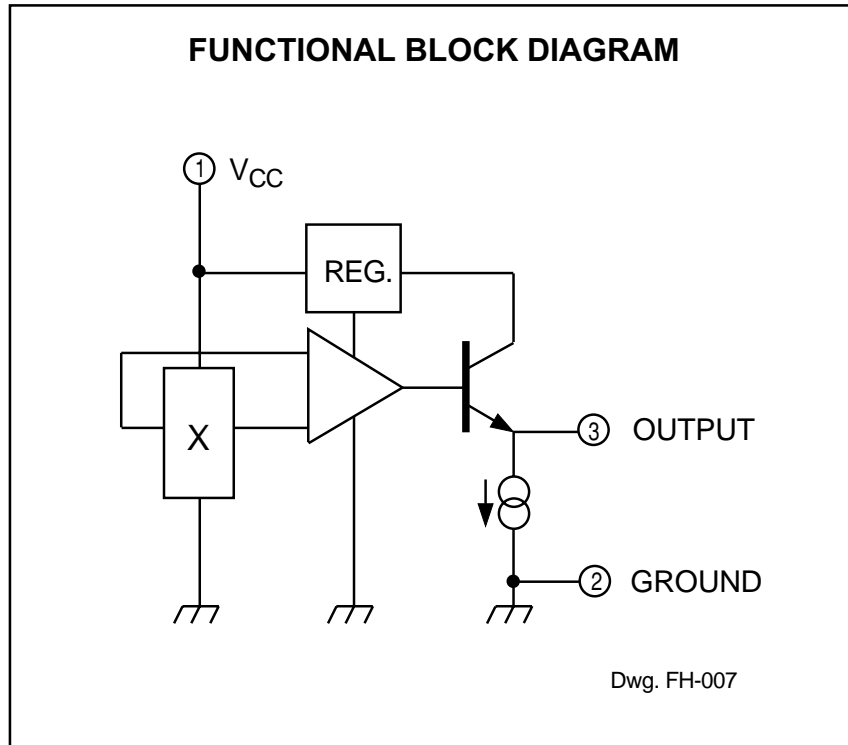 FUNCTIONAL BLOCK DIAGRAM
1 VCC
REG.
X
3 OUTPUT
2 GROUND
Dwg. FH-007